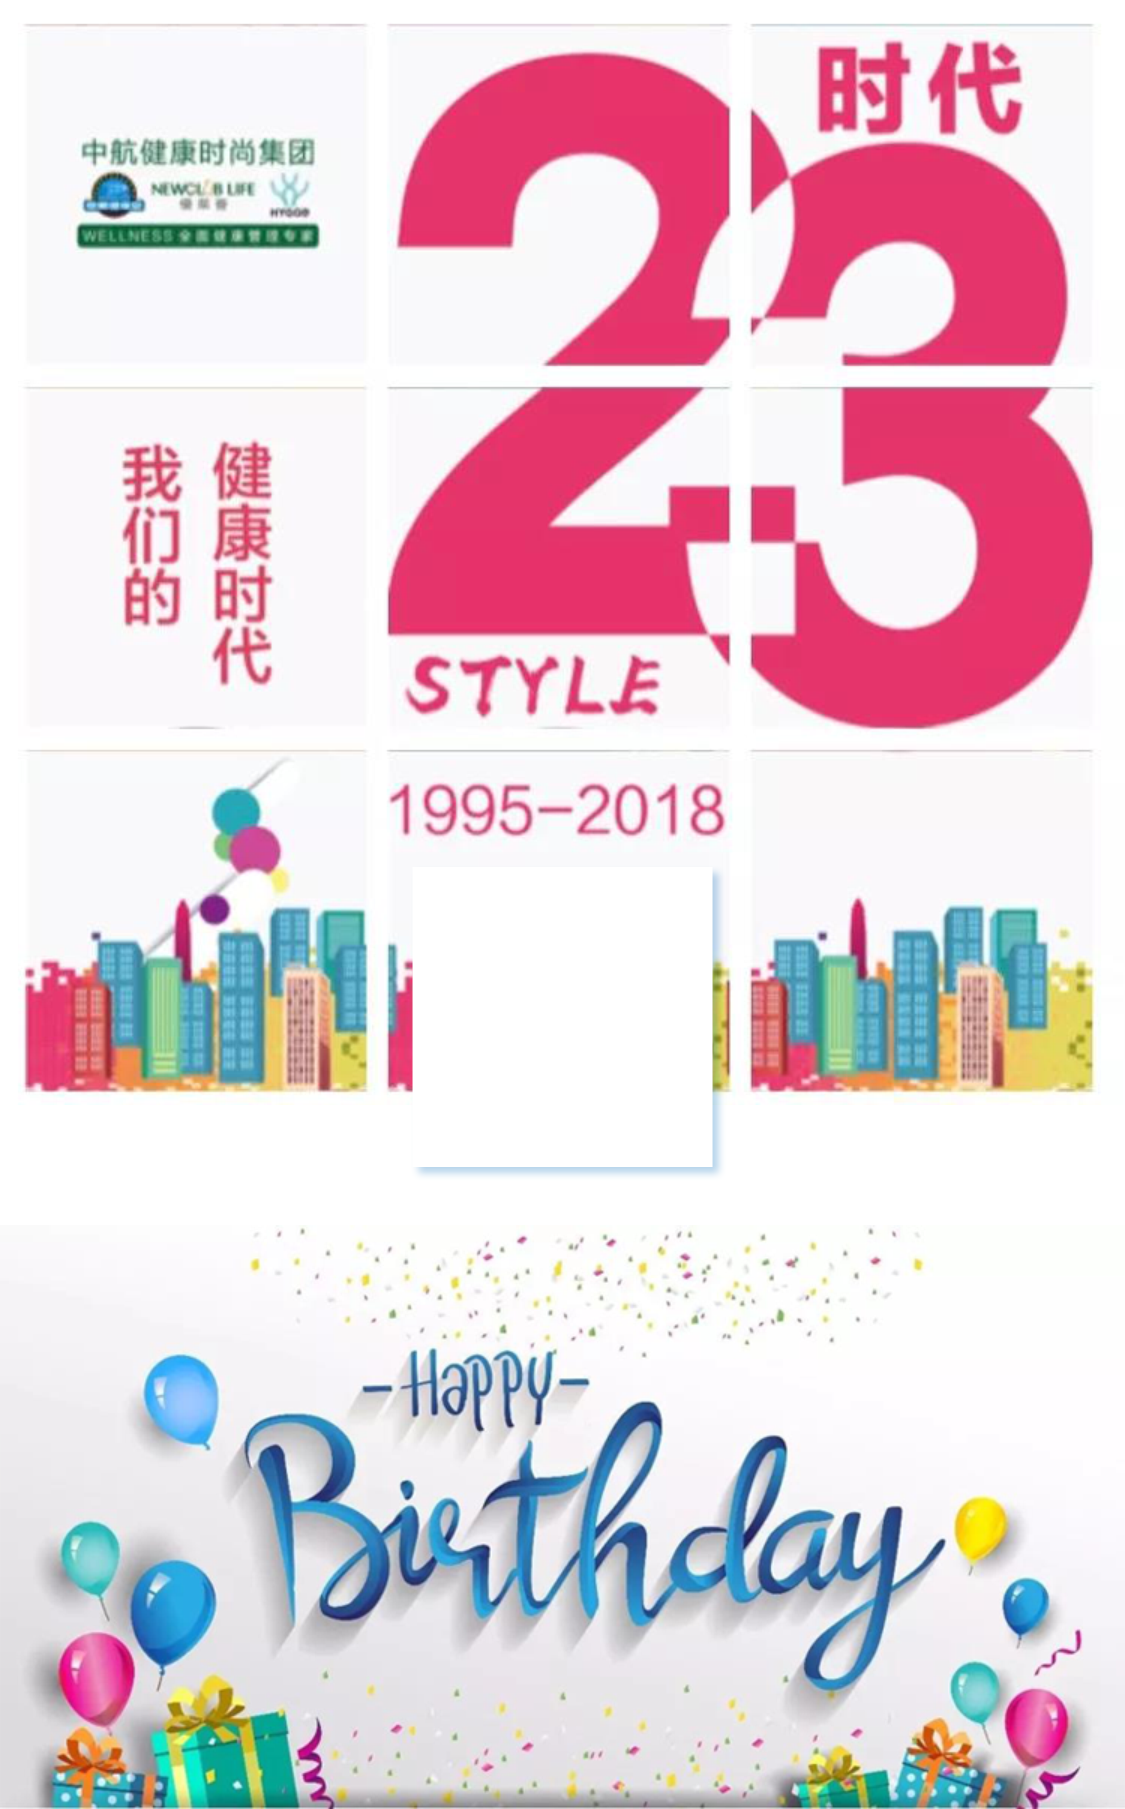 中航健康时尚集团
NEWCLUB LIFE
HYGGE
WELLNESS 全面健康管理专家
23
时代
我们的
健康时代
STYLE
1995-2018
-Happy-
Birthday